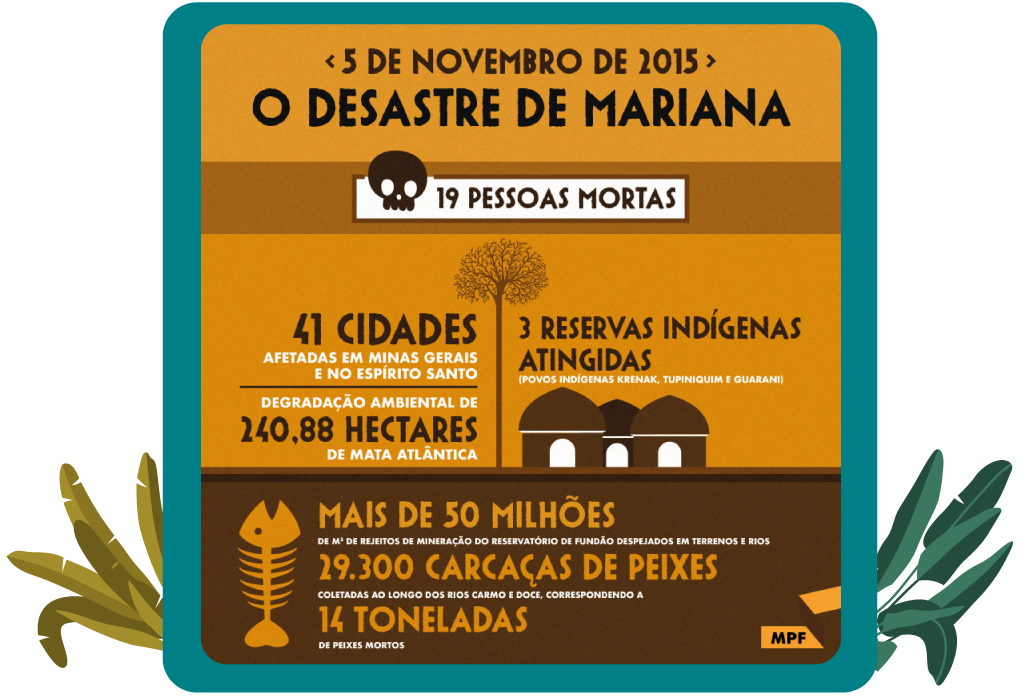 < 5 DE NOVEMBRO DE 2015 >
O DESASTRE DE MARIANA
19 PESSOAS MORTAS
41 CIDADES
AFETADAS EM MINAS GERAIS
E NO ESPÍRITO SANTO
DEGRADAÇÃO AMBIENTAL DE
240,88 HECTARES
DE MATA ATLÂNTICA
3 RESERVAS INDÍGENAS
ATINGIDAS
(POVOS INDÍGENAS KRENAK, TUPINIQUIM E GUARANI)
MAIS DE 50 MILHÕES
DE M³ DE REJEITOS DE MINERAÇÃO DO RESERVATÓRIO DE FUNDÃO DESPEJADOS EM TERRENOS E RIOS
29.300 CARCAÇAS DE PEIXES
COLETADAS AO LONGO DOS RIOS CARMO E DOCE, CORRESPONDENDO A
14 TONELADAS
DE PEIXES MORTOS
MPF